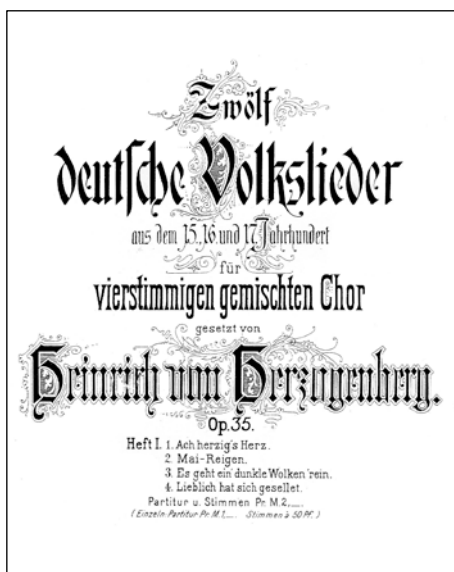 Zwölf
deutsche Volkslieder
aus dem 15., 16. und 17. Jahrhundert
für
vierstimmigen gemischten Chor
gesetzt von
Heinrich von Herzogenberg.
Op. 35.
Heft I. 1. Ach herzig's Herz.
2. Mai-Reigen.
3. Es geht ein' dunkle Wolken 'rein.
4. Lieblich hat sich gesellet.
Partitur u. Stimmen Pr. M. 2,__.
(Einzeln: Partitur Pr. M. 1,__. Stimmen à 50 Pf.)